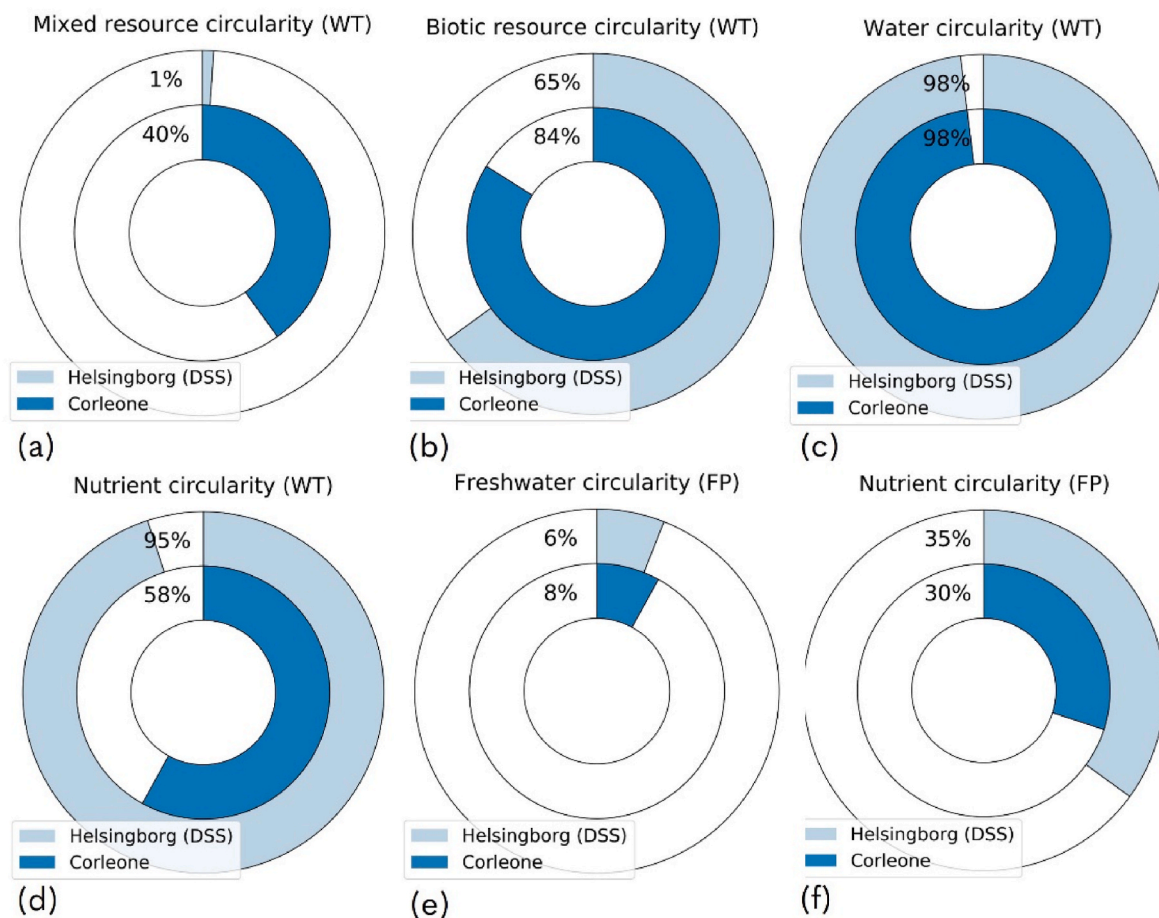 Mixed resource circularity (WT)
1%
40%
Helsingborg (DSS)
Corleone
(a)
Biotic resource circularity (WT)
65%
84%
Helsingborg (DSS)
Corleone
(b)
Water circularity (WT)
98%
98%
Helsingborg (DSS)
Corleone
(c)
Nutrient circularity (WT)
95%
58%
Helsingborg (DSS)
Corleone
(d)
Freshwater circularity (FP)
6%
8%
Helsingborg (DSS)
Corleone
(e)
Nutrient circularity (FP)
35%
30%
Helsingborg (DSS)
Corleone
(f)